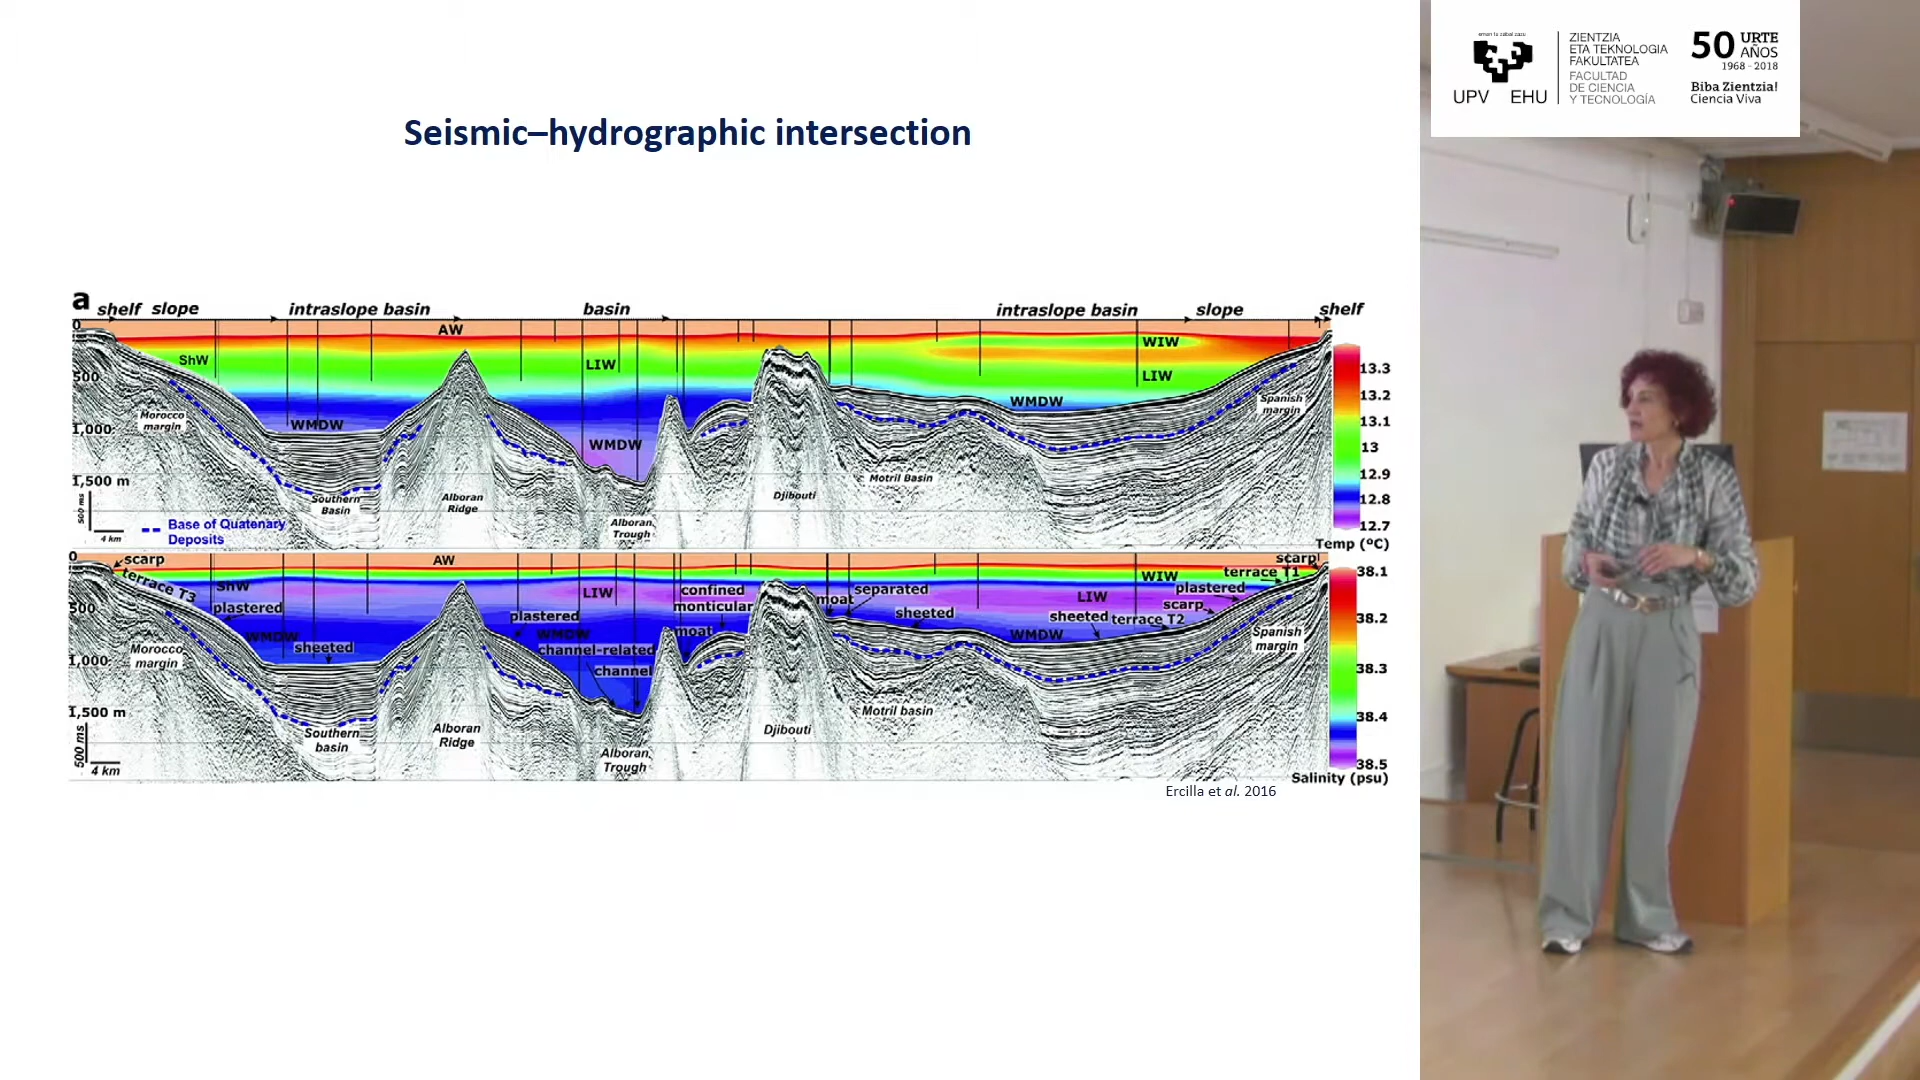 Seismic–hydrographic intersection
a
shelf slope intraslope basin basin intraslope basin slope shelf
0
AW
WIW
ShW
LIW
LIW
500
WMDW
WMDW
WMDW
1,000
1,500 m
500 ms
4 km
Morocco
margin
Southern
Basin
Alboran
Ridge
Alboran
Trough
Djibouti
Motril Basin
Spanish
margin
Base of Quatenary
Deposits
13.3
13.2
13.1
13
12.9
12.8
12.7
Temp (ºC)
0
scarp
AW
scarp
terrace T3
ShW
WIW
terrace T1
plastered
LIW
confined
monticular
moat
separated
LIW
plastered
500
plastered
sheeted
scarp
WMDW
WMDW
moat
WMDW
sheeted
terrace T2
sheeted
channel-related
channel
1,000
1,500 m
500 ms
4 km
Morocco
margin
Southern
basin
Alboran
Ridge
Alboran
Trough
Djibouti
Motril basin
Spanish
margin
38.1
38.2
38.3
38.4
38.5
Salinity (psu)
Ercilla et al. 2016
eman ta zabal zazu
UPV EHU
ZIENTZIA
ETA TEKNOLOGIA
FAKULTATEA
FACULTAD
DE CIENCIA
Y TECNOLOGÍA
50 URTE
AÑOS
1968 - 2018
Biba Zientzia!
Ciencia Viva